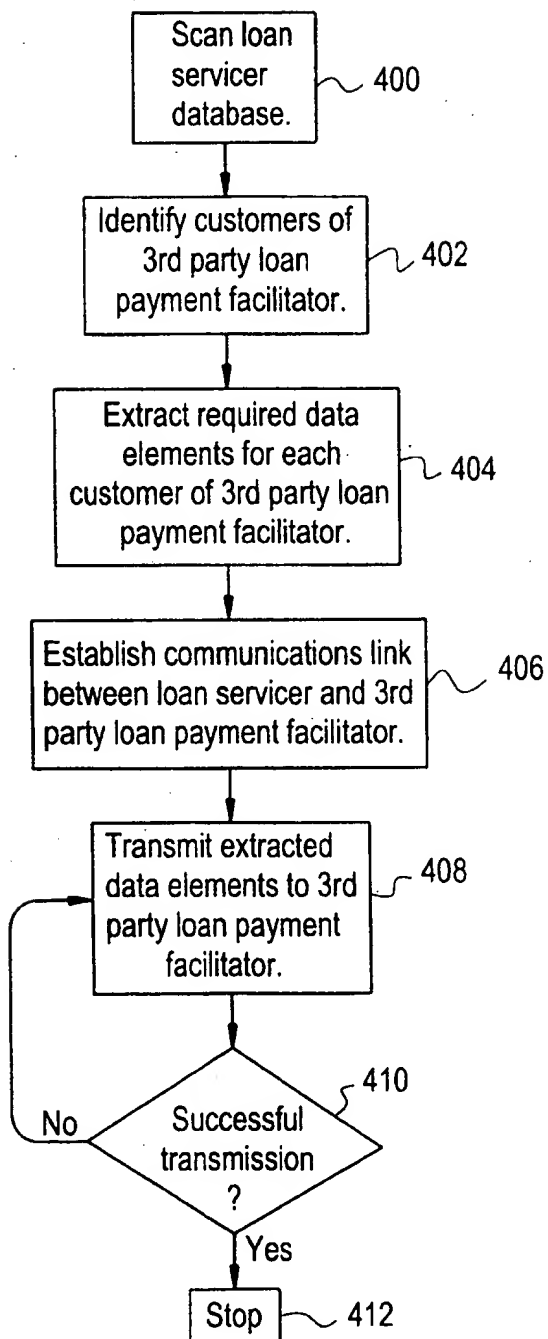 Scan loan
servicer
database.
400
Identify customers of
3rd party loan
payment facilitator.
402
Extract required data
elements for each
customer of 3rd party loan
payment facilitator.
404
Establish communications link
between loan servicer and 3rd
party loan payment facilitator.
406
Transmit extracted
data elements to 3rd
party loan payment
facilitator.
408
Successful
transmission
?
410
No
Yes
Stop
412